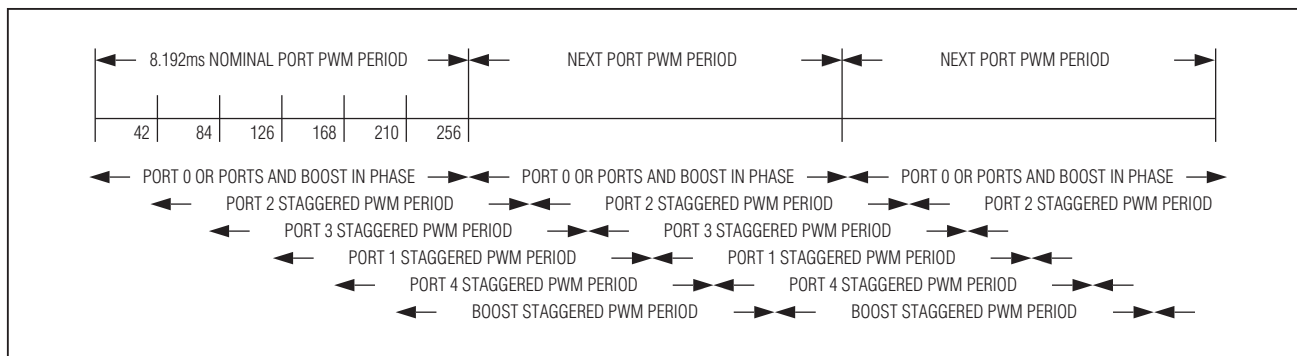 8.192ms NOMINAL PORT PWM PERIOD NEXT PORT PWM PERIOD NEXT PORT PWM PERIOD
42 84 126 168 210 256
PORT 0 OR PORTS AND BOOST IN PHASE PORT 0 OR PORTS AND BOOST IN PHASE PORT 0 OR PORTS AND BOOST IN PHASE
PORT 2 STAGGERED PWM PERIOD PORT 2 STAGGERED PWM PERIOD PORT 2 STAGGERED PWM PERIOD
PORT 3 STAGGERED PWM PERIOD PORT 3 STAGGERED PWM PERIOD
PORT 1 STAGGERED PWM PERIOD PORT 1 STAGGERED PWM PERIOD
PORT 4 STAGGERED PWM PERIOD PORT 4 STAGGERED PWM PERIOD
BOOST STAGGERED PWM PERIOD BOOST STAGGERED PWM PERIOD